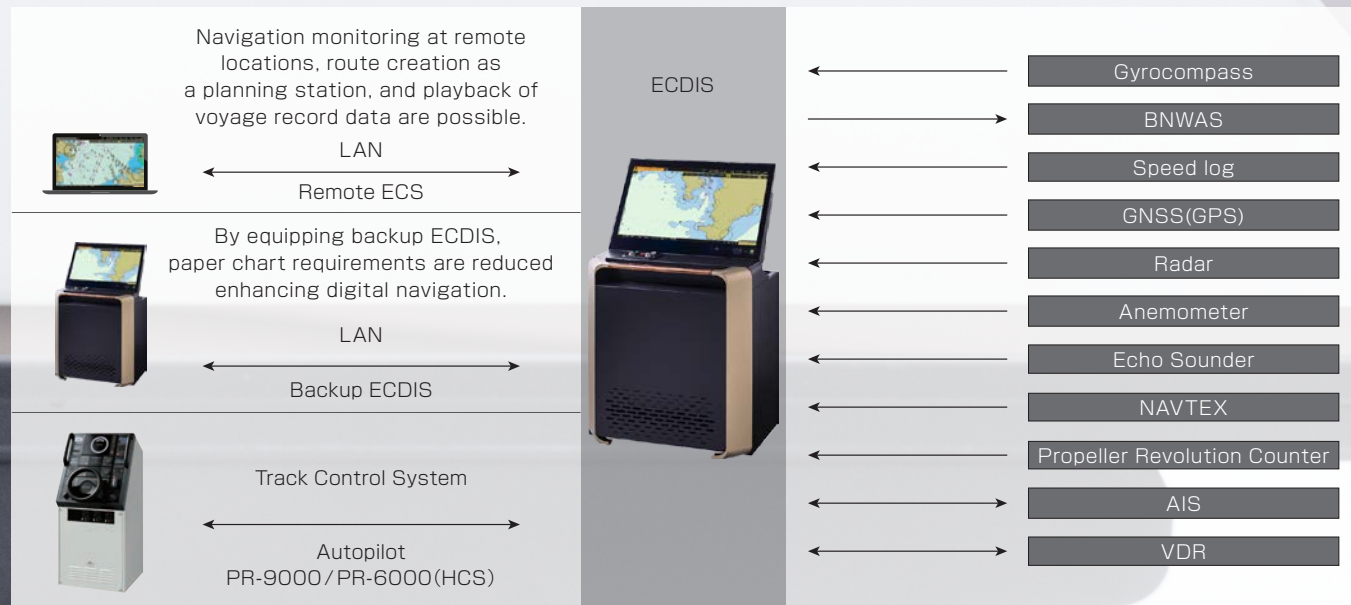 Navigation monitoring at remote
locations, route creation as
a planning station, and playback of
voyage record data are possible.
LAN
Remote ECS
By equipping backup ECDIS,
paper chart requirements are reduced
enhancing digital navigation.
LAN
Backup ECDIS
Track Control System
Autopilot
PR-9000/PR-6000(HCS)
ECDIS
Gyrocompass
BNWAS
Speed log
GNSS(GPS)
Radar
Anemometer
Echo Sounder
NAVTEX
Propeller Revolution Counter
AIS
VDR